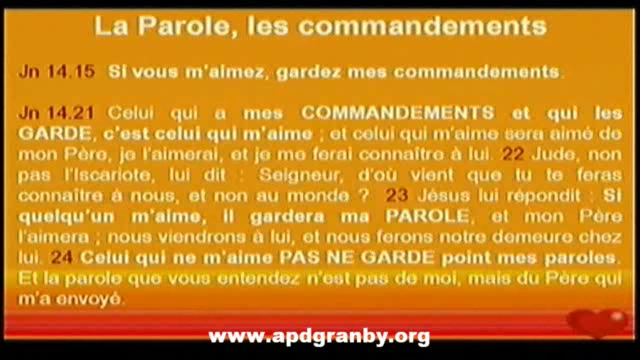 La Parole, les commandements
Jn 14.15 Si vous m'aimez, gardez mes commandements.
Jn 14.21 Celui qui a mes COMMANDEMENTS et qui les
GARDE, c'est celui qui m'aime ; et celui qui m'aime sera aimé de
mon Père, je l'aimerai, et je me ferai connaître à lui. 22 Jude, non
pas l'Iscariote, lui dit : Seigneur, d'où vient que tu te feras
connaître à nous, et non au monde ? 23 Jésus lui répondit : Si
quelqu'un m'aime, il gardera ma PAROLE, et mon Père
l'aimera ; nous viendrons à lui, et nous ferons notre demeure chez
lui. 24 Celui qui ne m'aime PAS NE GARDE point mes paroles.
Et la parole que vous entendez n'est pas de moi, mais du Père qui
m'a envoyé.
www.apdgranby.org